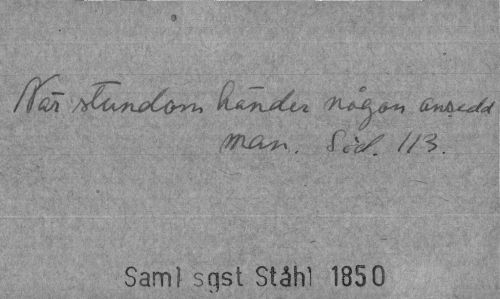 När stundom händer någon ansedd
man. Sid. 113.
Saml sgst Ståhl 1850